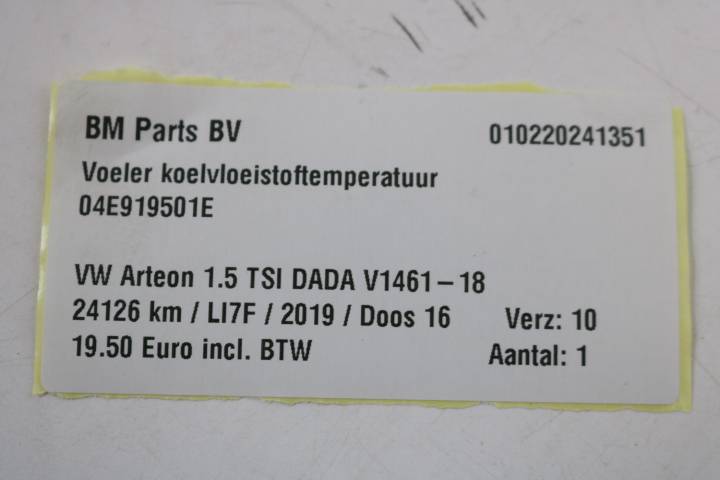 BM Parts BV 010220241351
Voeler koelvloeistoftemperatuur
04E919501E
VW Arteon 1.5 TSI DADA V1461-18
24126 km / LI7F / 2019 / Doos 16 Verz: 10
19.50 Euro incl. BTW Aantal: 1